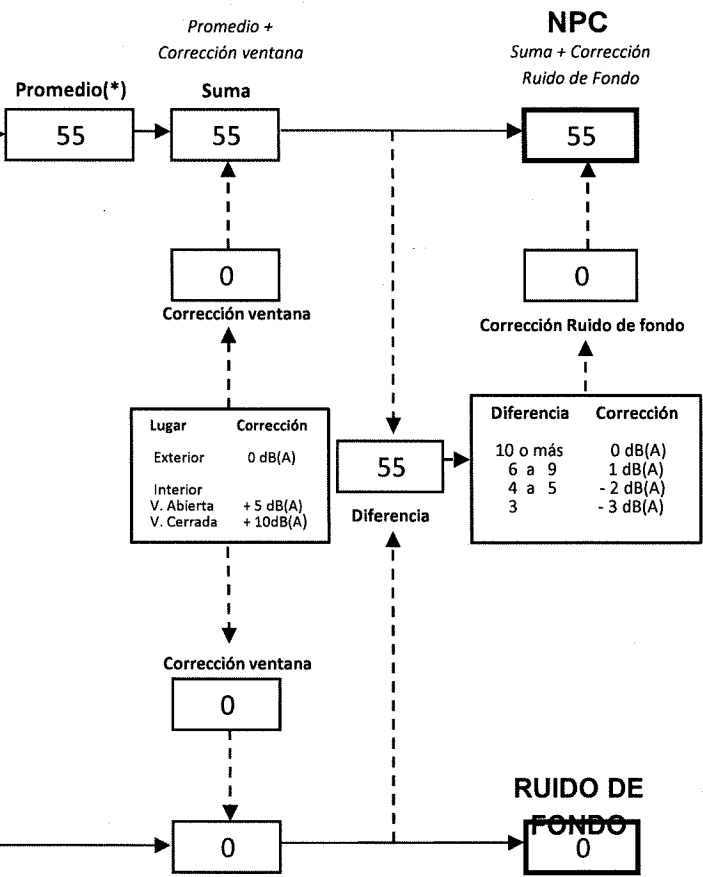 Promedio +
Corrección ventana
NPC
Suma + Corrección
Ruido de Fondo
Promedio(*)
Suma
55
55
55
0
0
Corrección ventana
Corrección Ruido de fondo
Lugar Corrección
Exterior 0 dB(A)
Interior
V. Abierta + 5 dB(A)
V. Cerrada + 10dB(A)
55
Diferencia
Diferencia Corrección
10 o más 0 dB(A)
6 a 9 1 dB(A)
4 a 5 - 2 dB(A)
3 - 3 dB(A)
Corrección ventana
0
RUIDO DE
FONDO
0
0